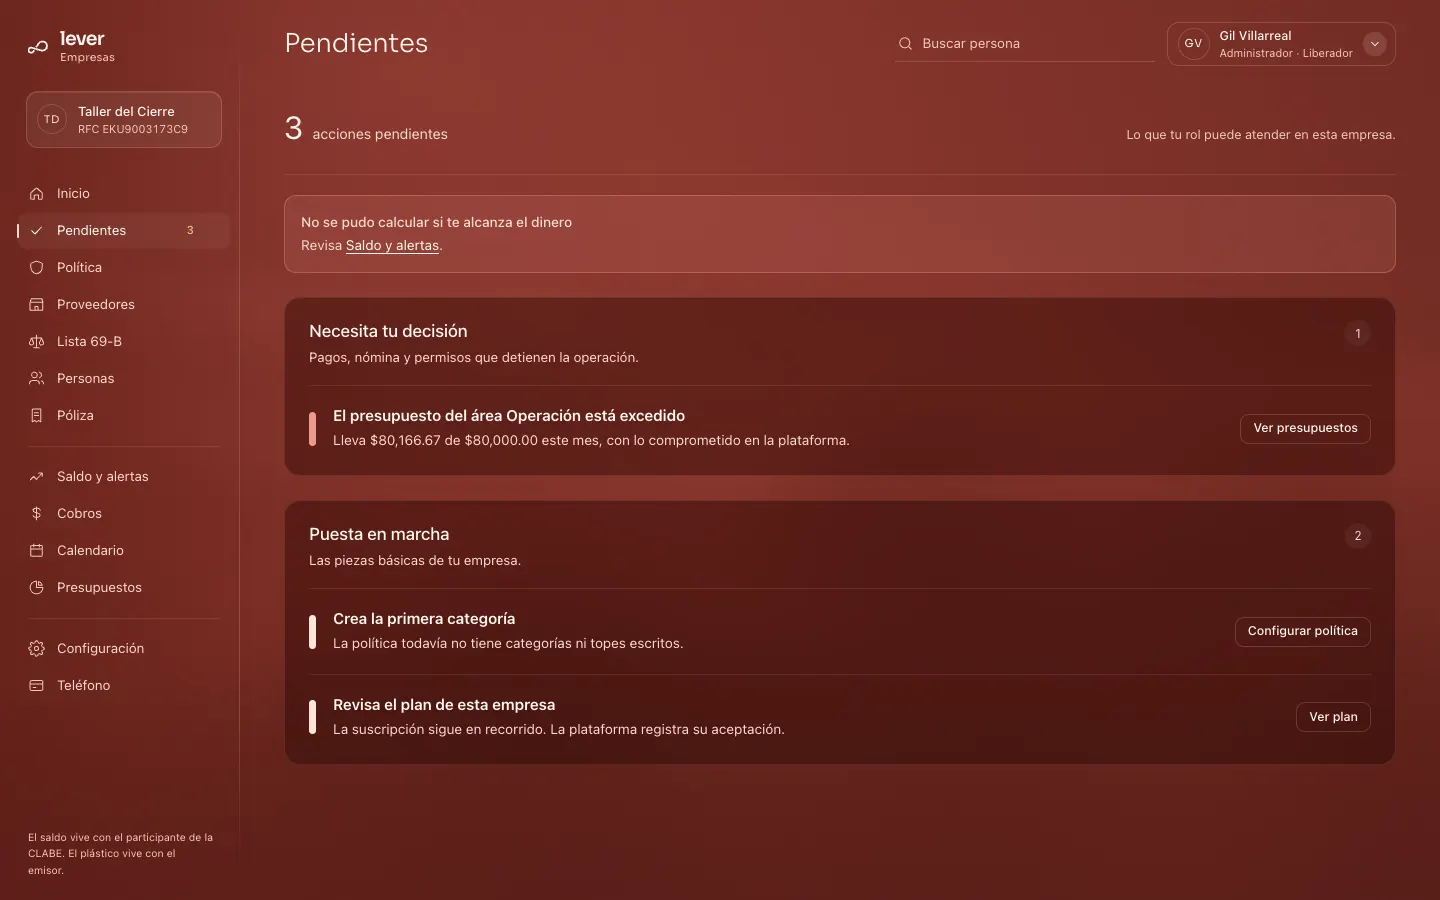 lever
Empresas
TD
Taller del Cierre
RFC EKU9003173C9
Inicio
Pendientes 3
Política
Proveedores
Lista 69-B
Personas
Póliza
Saldo y alertas
Cobros
Calendario
Presupuestos
Configuración
Teléfono
El saldo vive con el participante de la
CLABE. El plástico vive con el
emisor.
Pendientes
Buscar persona
GV
Gil Villarreal
Administrador · Liberador
3 acciones pendientes
Lo que tu rol puede atender en esta empresa.
No se pudo calcular si te alcanza el dinero
Revisa Saldo y alertas.
Necesita tu decisión
1
Pagos, nómina y permisos que detienen la operación.
El presupuesto del área Operación está excedido
Lleva $80,166.67 de $80,000.00 este mes, con lo comprometido en la plataforma.
Ver presupuestos
Puesta en marcha
2
Las piezas básicas de tu empresa.
Crea la primera categoría
La política todavía no tiene categorías ni topes escritos.
Configurar política
Revisa el plan de esta empresa
La suscripción sigue en recorrido. La plataforma registra su aceptación.
Ver plan